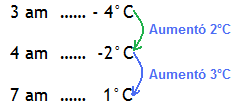 3 am ...... - 4°C
Aumentó 2°C
4 am ...... -2°C
Aumentó 3°C
7 am ...... 1°C